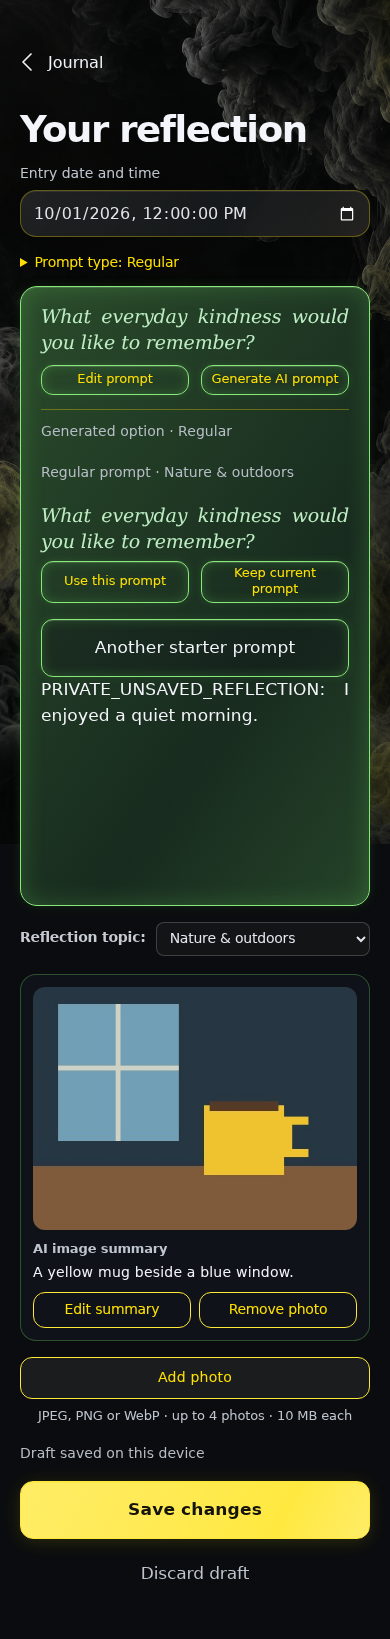 Journal
Your reflection
Entry date and time
10/01/2026, 12:00:00 PM
Prompt type: Regular
What everyday kindness would
you like to remember?
Edit prompt
Generate AI prompt
Generated option · Regular
Regular prompt · Nature & outdoors
What everyday kindness would
you like to remember?
Use this prompt
Keep current
prompt
Another starter prompt
PRIVATE_UNSAVED_REFLECTION: I
enjoyed a quiet morning.
Reflection topic:
Nature & outdoors
AI image summary
A yellow mug beside a blue window.
Edit summary
Remove photo
Add photo
JPEG, PNG or WebP · up to 4 photos · 10 MB each
Draft saved on this device
Save changes
Discard draft